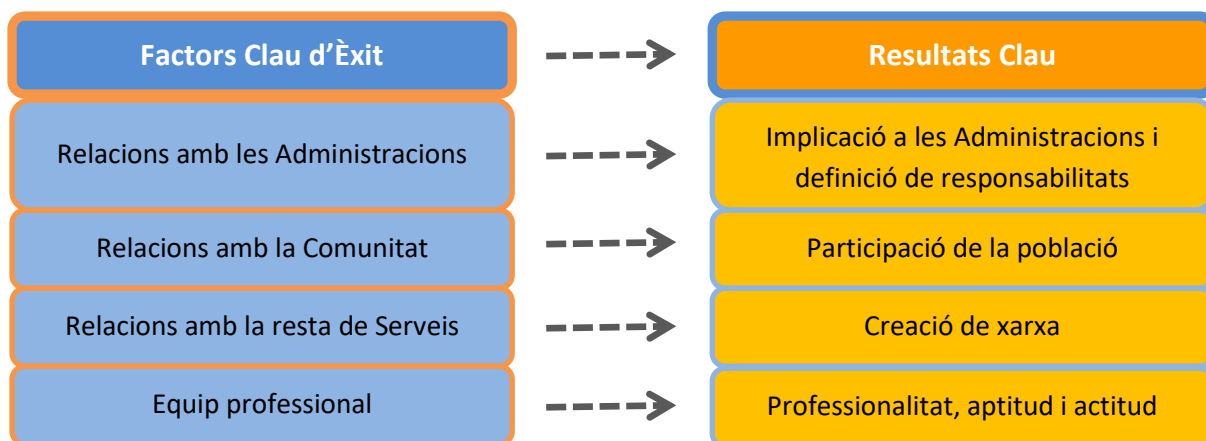 Factors Clau d’Èxit
Resultats Clau
Relacions amb les Administracions
Implicació a les Administracions i
definició de responsabilitats
Relacions amb la Comunitat
Participació de la població
Relacions amb la resta de Serveis
Creació de xarxa
Equip professional
Professionalitat, aptitud i actitud